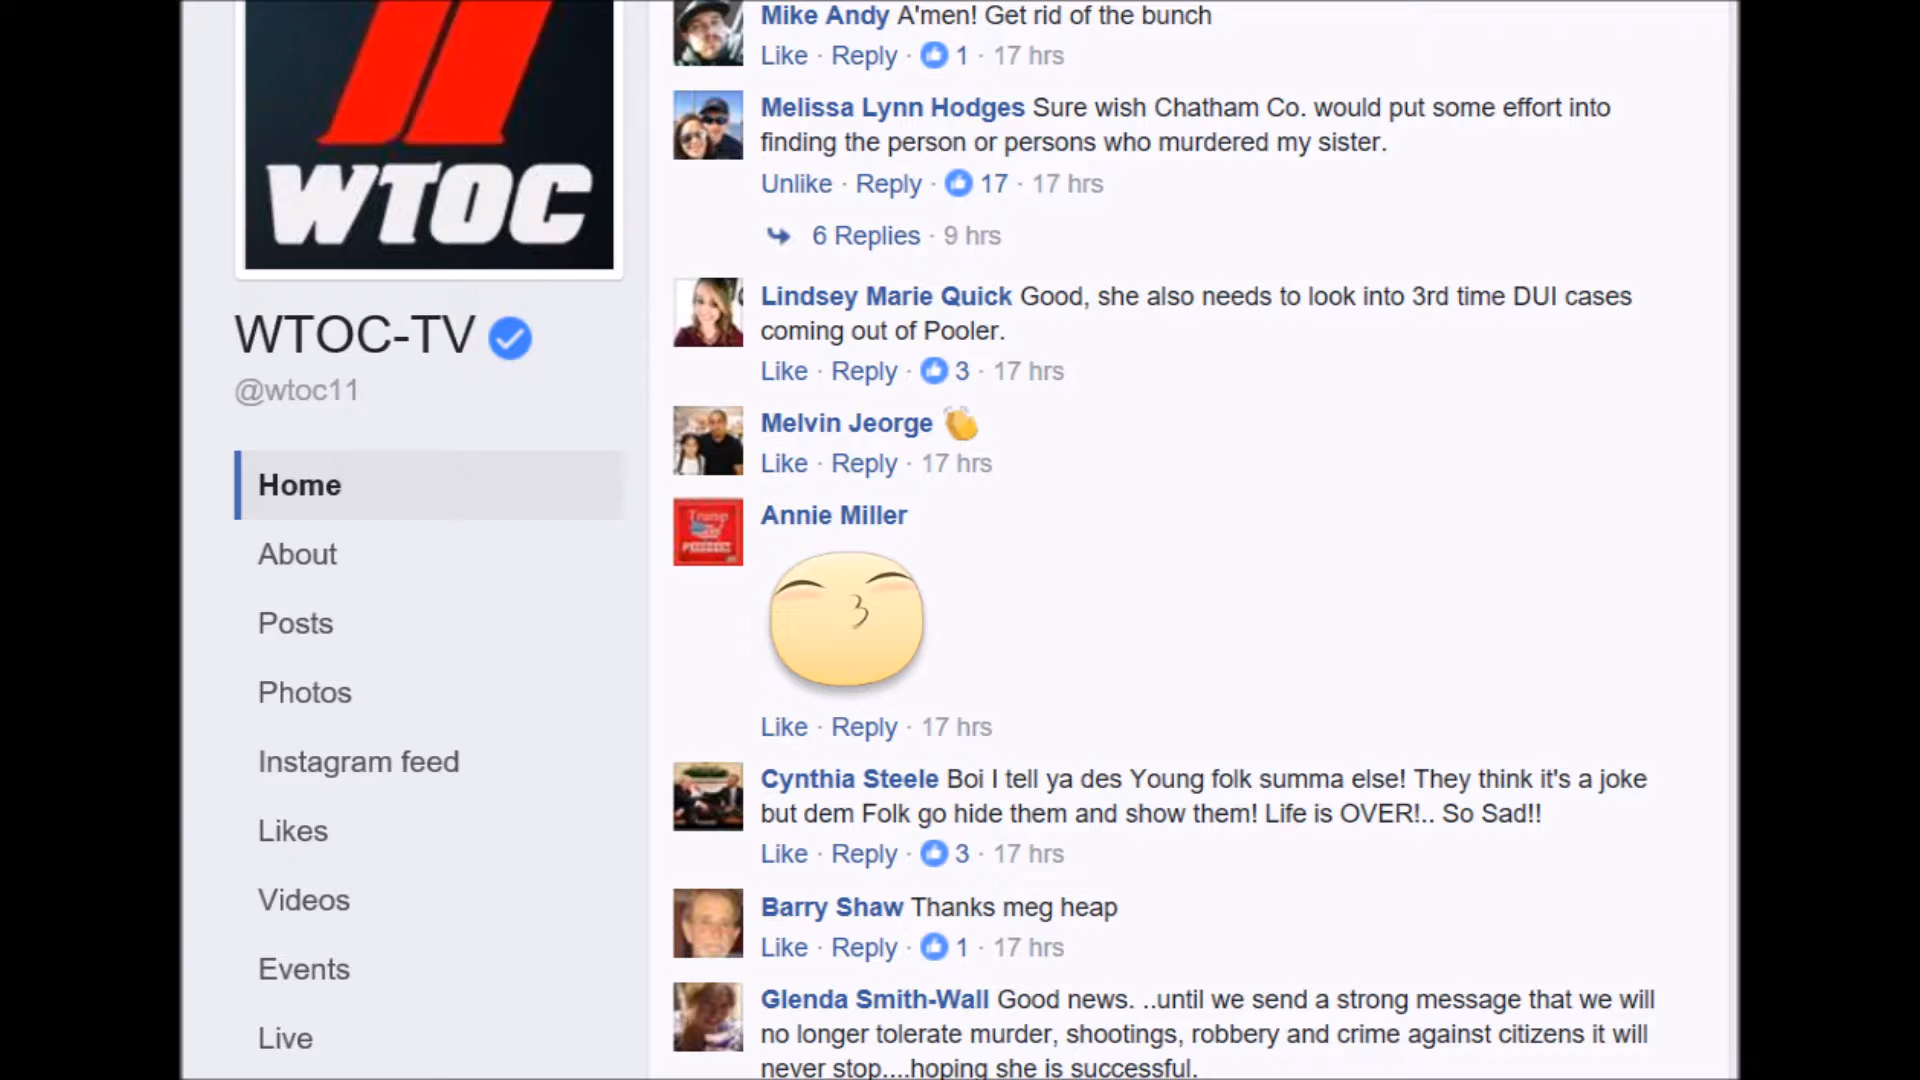 WTOC
WTOC-TV
@wtoc11
Home
About
Posts
Photos
Instagram feed
Likes
Videos
Events
Live
Mike Andy A'men! Get rid of the bunch
Like · Reply · 1 · 17 hrs
Melissa Lynn Hodges Sure wish Chatham Co. would put some effort into
finding the person or persons who murdered my sister.
Unlike · Reply · 17 · 17 hrs
6 Replies · 9 hrs
Lindsey Marie Quick Good, she also needs to look into 3rd time DUI cases
coming out of Pooler.
Like · Reply · 3 · 17 hrs
Melvin Jeorge 👏
Like · Reply · 17 hrs
Trump
Annie Miller
Like · Reply · 17 hrs
Cynthia Steele Boi I tell ya des Young folk summa else! They think it's a joke
but dem Folk go hide them and show them! Life is OVER!.. So Sad!!
Like · Reply · 3 · 17 hrs
Barry Shaw Thanks meg heap
Like · Reply · 1 · 17 hrs
Glenda Smith-Wall Good news. ..until we send a strong message that we will
no longer tolerate murder, shootings, robbery and crime against citizens it will
never stop....hoping she is successful.